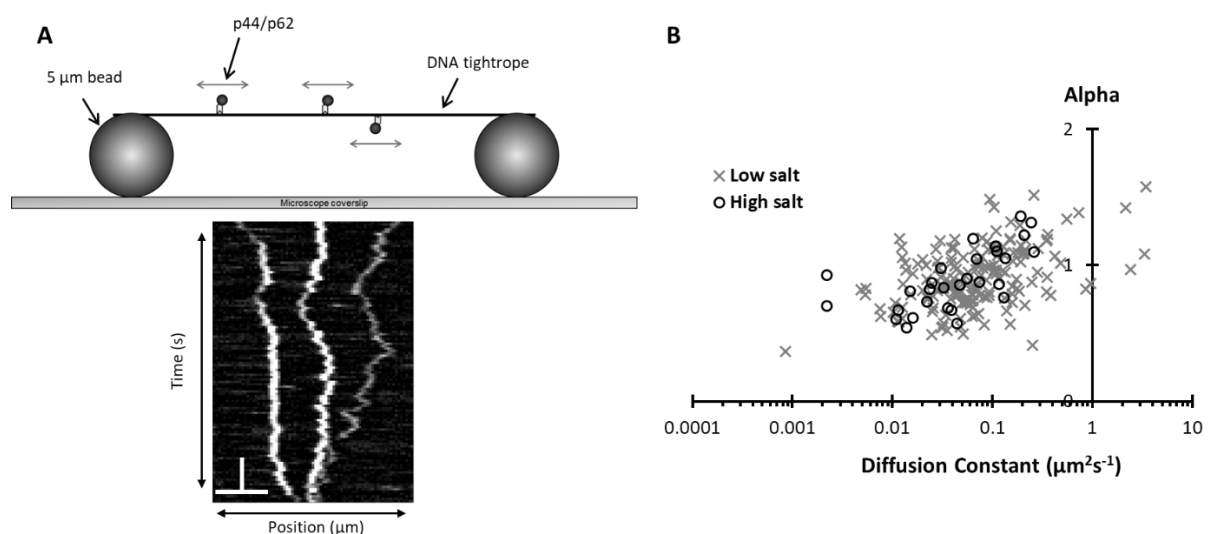 A
p44/p62
5 µm bead
DNA tightrope
Microscope coverslip
Time (s)
Position (µm)
B
Alpha
2
Low salt
High salt
1
0
0.0001
0.001
0.01
0.1
1
10
Diffusion Constant (µm²s⁻¹)